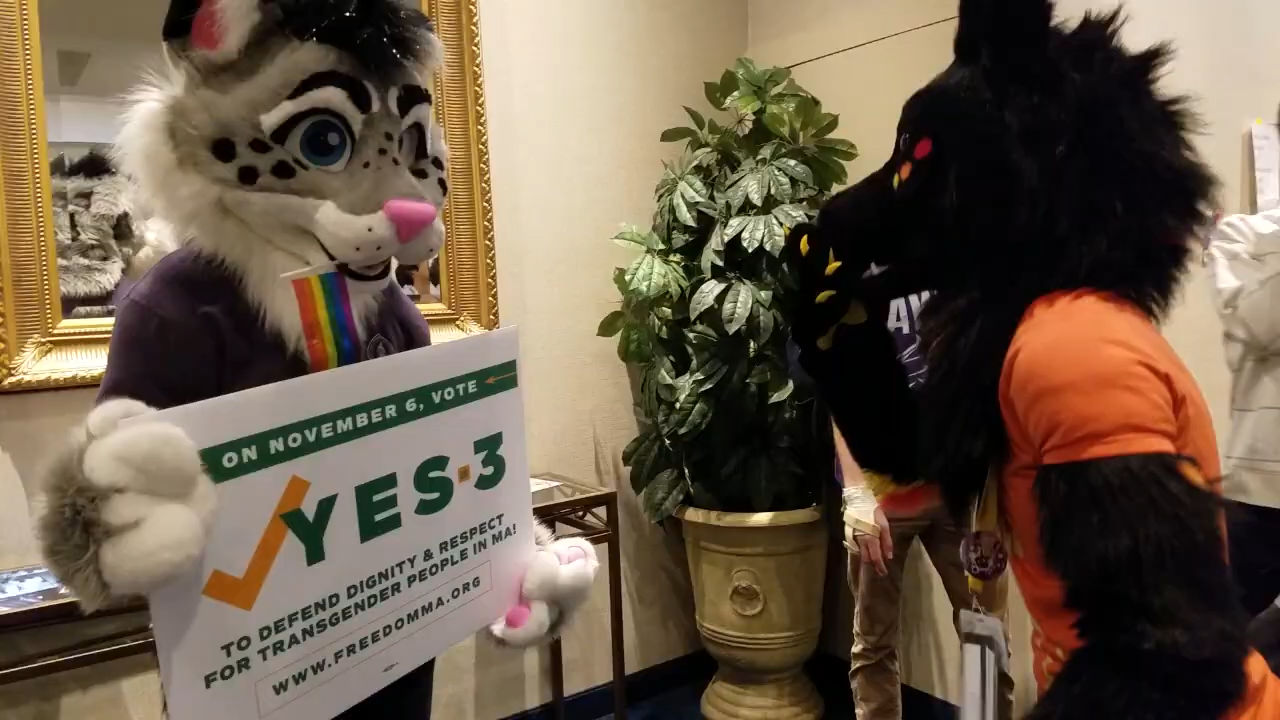 ON NOVEMBER 6, VOTE
YES·3
TO DEFEND DIGNITY & RESPECT
FOR TRANSGENDER PEOPLE IN MA!
WWW.FREEDOMMA.ORG